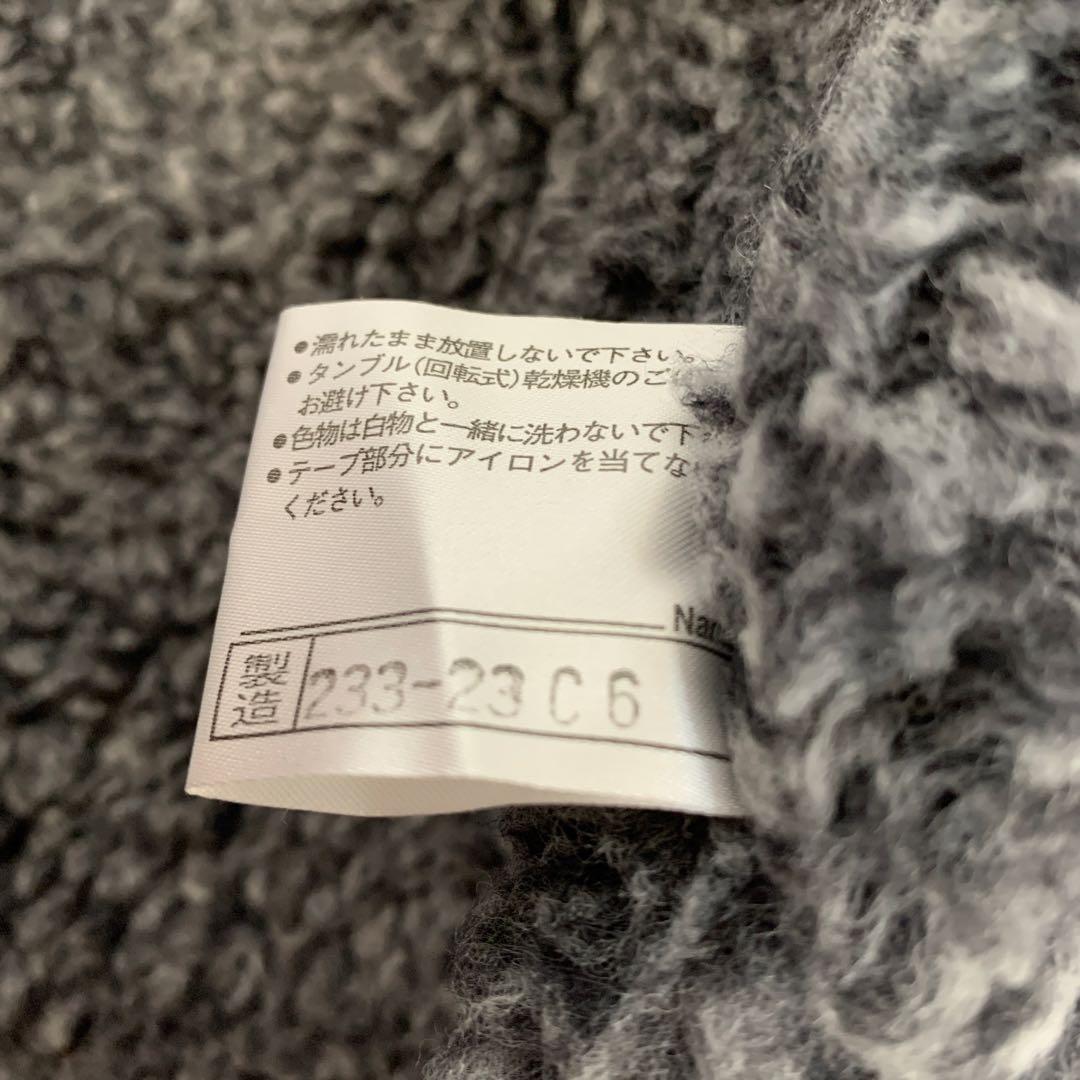 ●濡れたまま放置しないで下さい。
●タンブル(回転式)乾燥機のご
お避け下さい。
●色物は白物と一緒に洗わないで下
●テープ部分にアイロンを当てな
ください。
製造 233-23 C 6